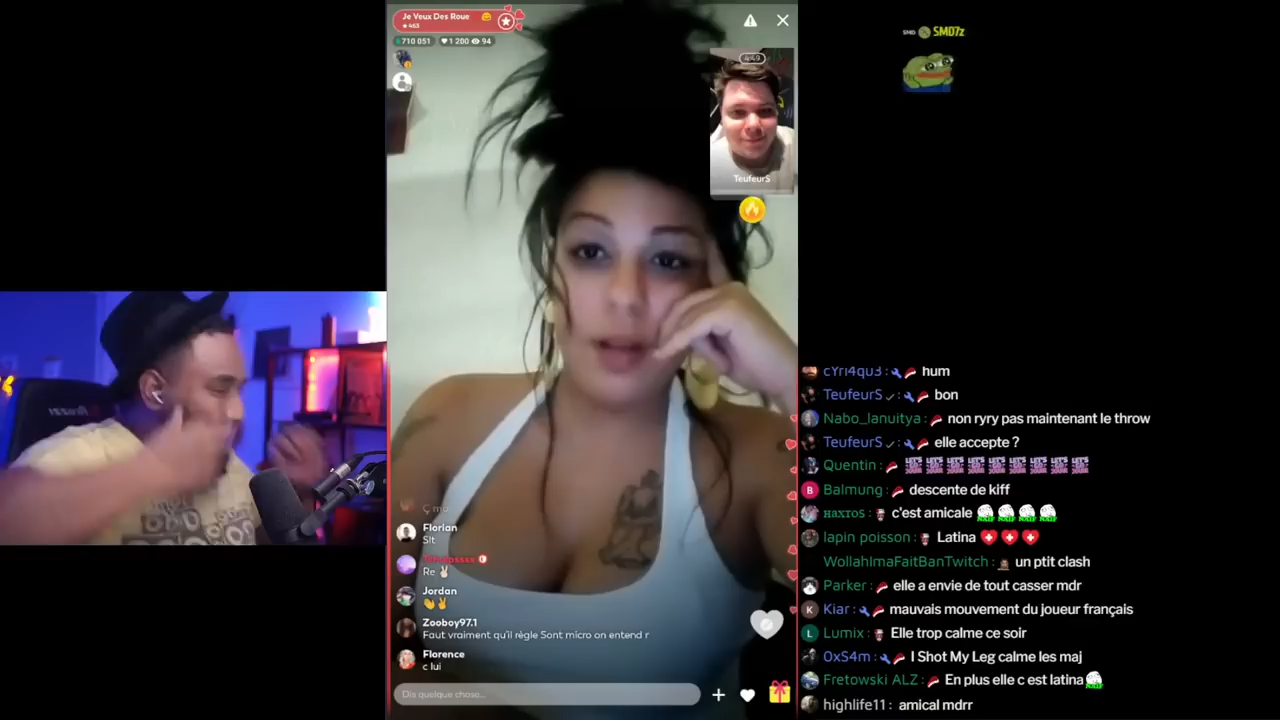 Je Veux Des Roue
463
710 051 1 200 94
4:49
TeufeurS
Ç mo
Florian
Slt
Re
Jordan
Zooboy97.1
Faut vraiment qu'il règle Sont micro on entend r
Florence
c lui
Dis quelque chose...
SMD7z
cYri4qu3 : hum
TeufeurS : bon
Nabo_lanuitya : non ryry pas maintenant le throw
TeufeurS : elle accepte ?
Quentin :
B Balmung : descente de kiff
нαxтoѕ : c'est amicale
lapin poisson : Latina
WollahImaFaitBanTwitch : un ptit clash
Parker : elle a envie de tout casser mdr
K Kiar : mauvais mouvement du joueur français
L Lumix : Elle trop calme ce soir
0xS4m : I Shot My Leg calme les maj
Fretowski ALZ : En plus elle c est latina
highlife11 : amical mdrr